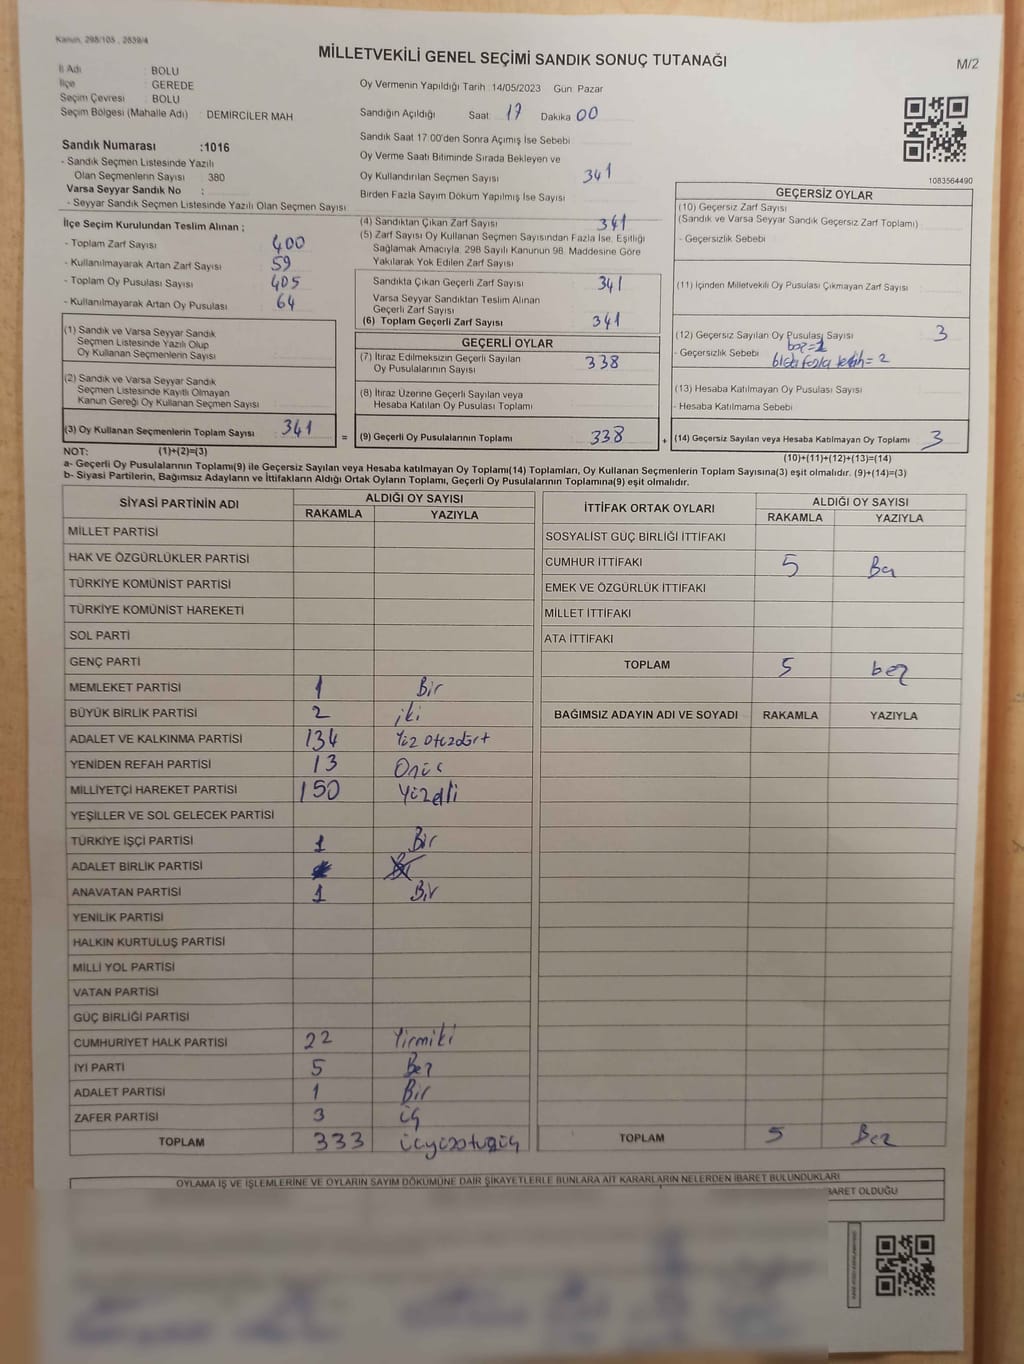 Kanun, 298/105 , 2839/4
MİLLETVEKİLİ GENEL SEÇİMİ SANDIK SONUÇ TUTANAĞI
M/2
İl Adı : BOLU
İlçe : GEREDE
Seçim Çevresi : BOLU
Seçim Bölgesi (Mahalle Adı) : DEMİRCİLER MAH
Sandık Numarası :1016
- Sandık Seçmen Listesinde Yazılı
Olan Seçmenlerin Sayısı : 380
Varsa Seyyar Sandık No :
- Seyyar Sandık Seçmen Listesinde Yazılı Olan Seçmen Sayısı
İlçe Seçim Kurulundan Teslim Alınan ;
- Toplam Zarf Sayısı : 400
- Kullanılmayarak Artan Zarf Sayısı : 59
- Toplam Oy Pusulası Sayısı : 405
- Kullanılmayarak Artan Oy Pusulası : 64
(1) Sandık ve Varsa Seyyar Sandık
Seçmen Listesinde Yazılı Olup
Oy Kullanan Seçmenlerin Sayısı
(2) Sandık ve Varsa Seyyar Sandık
Seçmen Listesinde Kayıtlı Olmayan
Kanun Gereği Oy Kullanan Seçmen Sayısı
(3) Oy Kullanan Seçmenlerin Toplam Sayısı 341
Oy Vermenin Yapıldığı Tarih : 14/05/2023 Gün : Pazar
Sandığın Açıldığı Saat 17 Dakika 00
Sandık Saat 17:00'den Sonra Açılmış İse Sebebi
Oy Verme Saati Bitiminde Sırada Bekleyen ve
Oy Kullandırılan Seçmen Sayısı : 341
Birden Fazla Sayım Döküm Yapılmış İse Sayısı
(4) Sandıktan Çıkan Zarf Sayısı 341
(5) Zarf Sayısı Oy Kullanan Seçmen Sayısından Fazla İse, Eşitliği
Sağlamak Amacıyla, 298 Sayılı Kanunun 98. Maddesine Göre
Yakılarak Yok Edilen Zarf Sayısı
Sandıkta Çıkan Geçerli Zarf Sayısı 341
Varsa Seyyar Sandıktan Teslim Alınan
Geçerli Zarf Sayısı
(6) Toplam Geçerli Zarf Sayısı 341
GEÇERLİ OYLAR
(7) İtiraz Edilmeksizin Geçerli Sayılan
Oy Pusulalarının Sayısı 338
(8) İtiraz Üzerine Geçerli Sayılan veya
Hesaba Katılan Oy Pusulası Toplamı
= (9) Geçerli Oy Pusulalarının Toplamı 338
1083564490
GEÇERSİZ OYLAR
(10) Geçersiz Zarf Sayısı
(Sandık ve Varsa Seyyar Sandık Geçersiz Zarf Toplamı)
- Geçersizlik Sebebi
(11) İçinden Milletvekili Oy Pusulası Çıkmayan Zarf Sayısı
(12) Geçersiz Sayılan Oy Pusulası Sayısı 3
- Geçersizlik Sebebi
(13) Hesaba Katılmayan Oy Pusulası Sayısı
- Hesaba Katılmama Sebebi
+ (14) Geçersiz Sayılan veya Hesaba Katılmayan Oy Toplamı 3
NOT: (1)+(2)=(3) (10)+(11)+(12)+(13)=(14)
a- Geçerli Oy Pusulalarının Toplamı(9) ile Geçersiz Sayılan veya Hesaba katılmayan Oy Toplamı(14) Toplamları, Oy Kullanan Seçmenlerin Toplam Sayısına(3) eşit olmalıdır. (9)+(14)=(3)
b- Siyasi Partilerin, Bağımsız Adayların ve İttifakların Aldığı Ortak Oyların Toplamı, Geçerli Oy Pusulalarının Toplamına(9) eşit olmalıdır.
SİYASİ PARTİNİN ADI ALDIĞI OY SAYISI
RAKAMLA YAZIYLA
MİLLET PARTİSİ
HAK VE ÖZGÜRLÜKLER PARTİSİ
TÜRKİYE KOMÜNİST PARTİSİ
TÜRKİYE KOMÜNİST HAREKETİ
SOL PARTİ
GENÇ PARTİ
MEMLEKET PARTİSİ 1 Bir
BÜYÜK BİRLİK PARTİSİ 2 iki
ADALET VE KALKINMA PARTİSİ 134 Yüz otuzdört
YENİDEN REFAH PARTİSİ 13 Onüç
MİLLİYETÇİ HAREKET PARTİSİ 150 Yüzelli
YEŞİLLER VE SOL GELECEK PARTİSİ
TÜRKİYE İŞÇİ PARTİSİ 1 Bir
ADALET BİRLİK PARTİSİ
ANAVATAN PARTİSİ 1 Bir
YENİLİK PARTİSİ
HALKIN KURTULUŞ PARTİSİ
MİLLİ YOL PARTİSİ
VATAN PARTİSİ
GÜÇ BİRLİĞİ PARTİSİ
CUMHURİYET HALK PARTİSİ 22 Yirmiki
İYİ PARTİ 5 Beş
ADALET PARTİSİ 1 Bir
ZAFER PARTİSİ 3 üç
TOPLAM 333 üçyüzotuzüç
İTTİFAK ORTAK OYLARI ALDIĞI OY SAYISI
RAKAMLA YAZIYLA
SOSYALİST GÜÇ BİRLİĞİ İTTİFAKI
CUMHUR İTTİFAKI 5 Beş
EMEK VE ÖZGÜRLÜK İTTİFAKI
MİLLET İTTİFAKI
ATA İTTİFAKI
TOPLAM 5 beş
BAĞIMSIZ ADAYIN ADI VE SOYADI RAKAMLA YAZIYLA
TOPLAM 5 Beş
OYLAMA İŞ VE İŞLEMLERİNE VE OYLARIN SAYIM DÖKÜMÜNE DAİR ŞİKAYETLERLE BUNLARA AİT KARARLARIN NELERDEN İBARET BULUNDUKLARI
BARET OLDUĞU